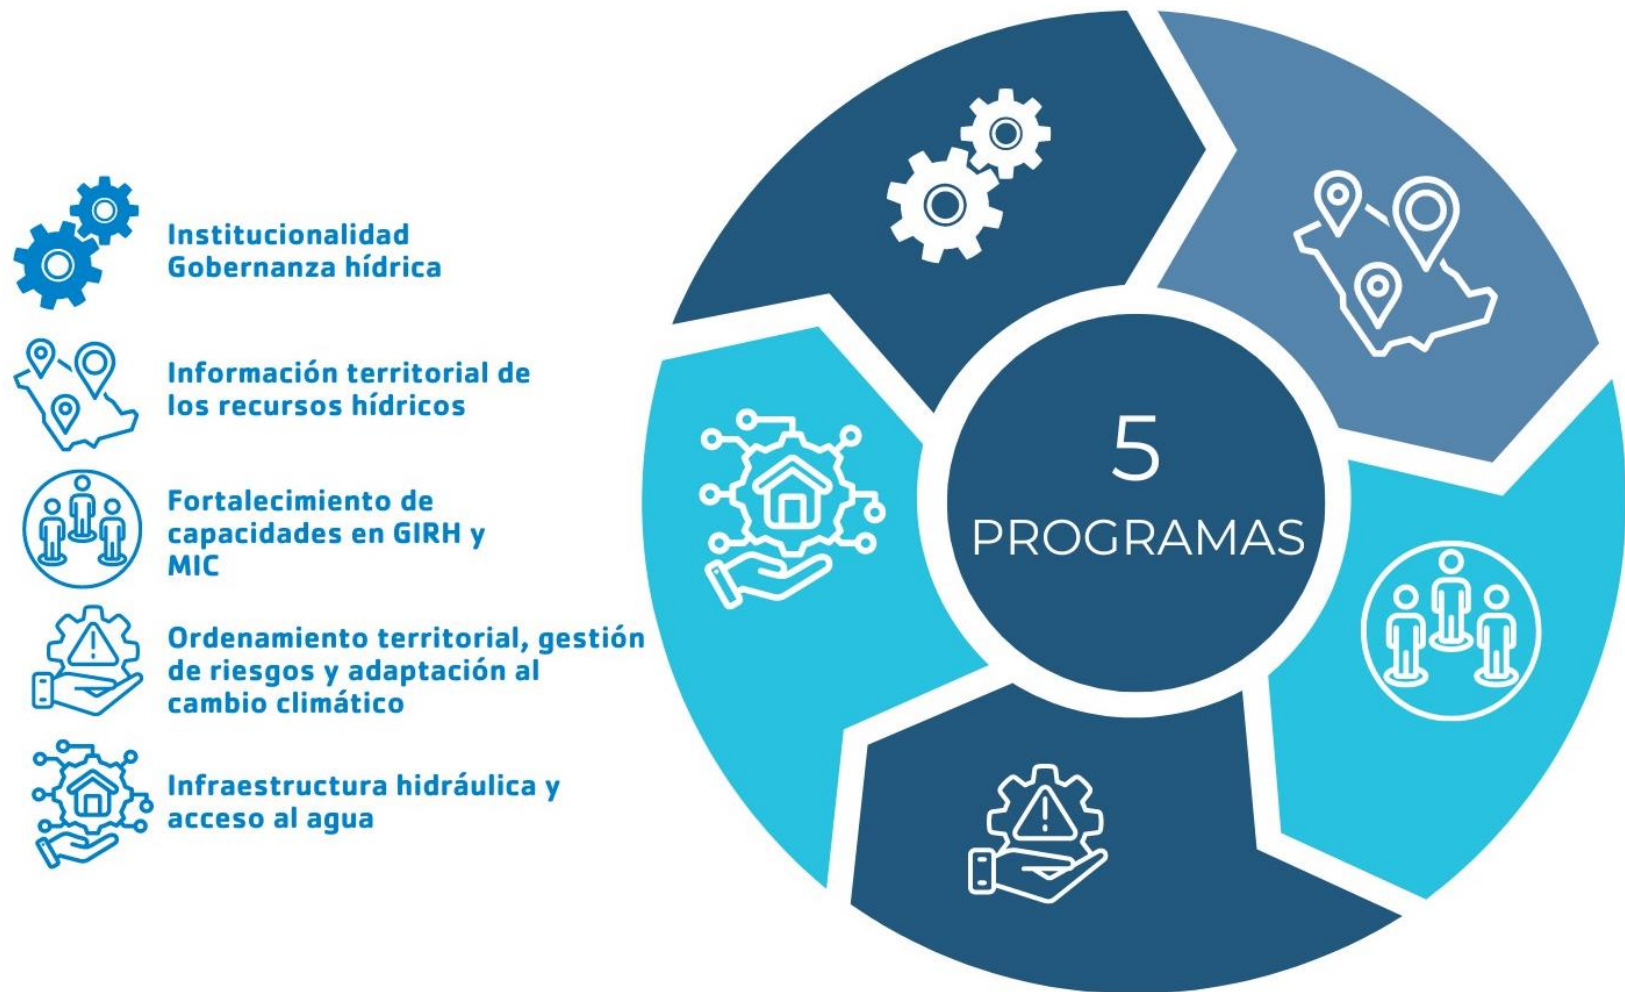 Institucionalidad
Gobernanza hídrica
Información territorial de
los recursos hídricos
Fortalecimiento de
capacidades en GIRH y
MIC
Ordenamiento territorial, gestión
de riesgos y adaptación al
cambio climático
Infraestructura hidráulica y
acceso al agua
5
PROGRAMAS